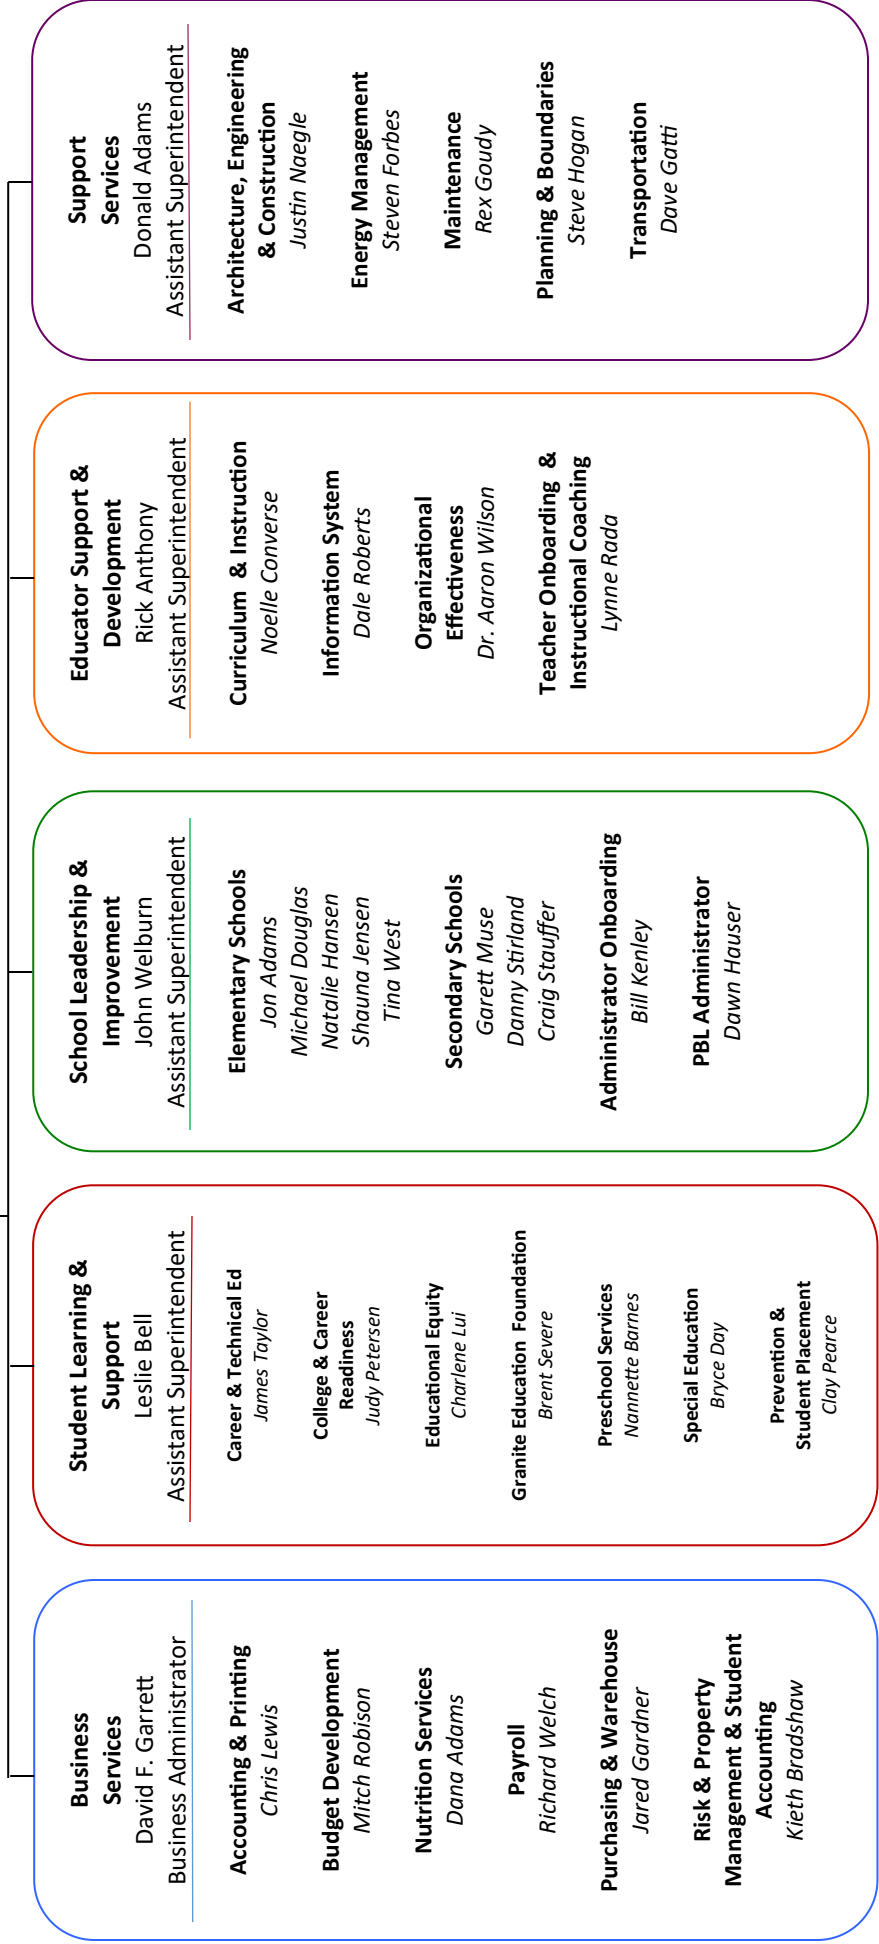 Business
Services
David F. Garrett
Business Administrator
Accounting & Printing
Chris Lewis
Budget Development
Mitch Robison
Nutrition Services
Dana Adams
Payroll
Richard Welch
Purchasing & Warehouse
Jared Gardner
Risk & Property
Management & Student
Accounting
Kieth Bradshaw
Student Learning &
Support
Leslie Bell
Assistant Superintendent
Career & Technical Ed
James Taylor
College & Career
Readiness
Judy Petersen
Educational Equity
Charlene Lui
Granite Education Foundation
Brent Severe
Preschool Services
Nannette Barnes
Special Education
Bryce Day
Prevention &
Student Placement
Clay Pearce
School Leadership &
Improvement
John Welburn
Assistant Superintendent
Elementary Schools
Jon Adams
Michael Douglas
Natalie Hansen
Shauna Jensen
Tina West
Secondary Schools
Garett Muse
Danny Stirland
Craig Stauffer
Administrator Onboarding
Bill Kenley
PBL Administrator
Dawn Hauser
Educator Support &
Development
Rick Anthony
Assistant Superintendent
Curriculum & Instruction
Noelle Converse
Information System
Dale Roberts
Organizational
Effectiveness
Dr. Aaron Wilson
Teacher Onboarding &
Instructional Coaching
Lynne Rada
Support
Services
Donald Adams
Assistant Superintendent
Architecture, Engineering
& Construction
Justin Naegle
Energy Management
Steven Forbes
Maintenance
Rex Goudy
Planning & Boundaries
Steve Hogan
Transportation
Dave Gatti